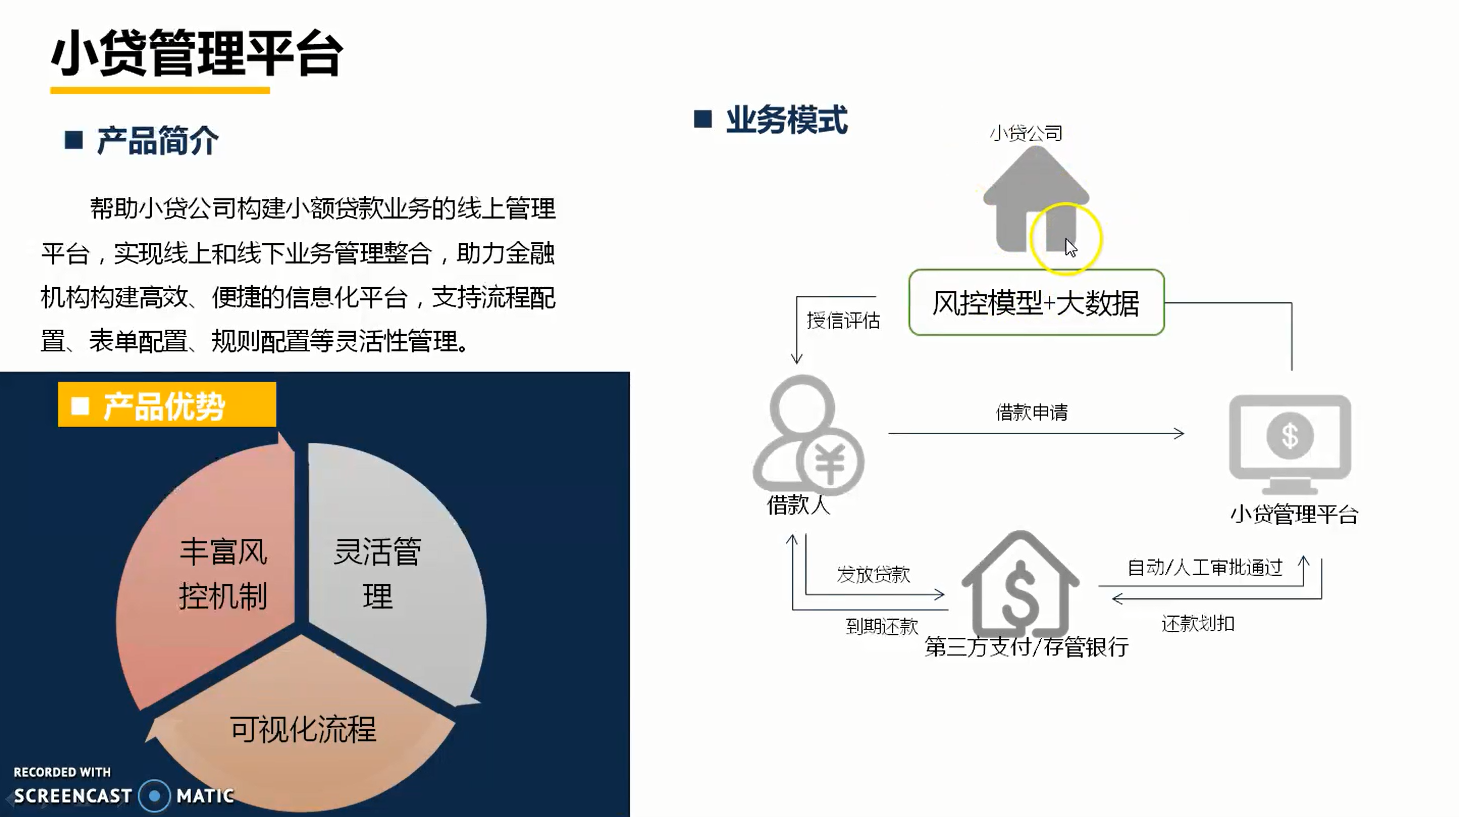 小贷管理平台
产品简介
帮助小贷公司构建小额贷款业务的线上管理
平台，实现线上和线下业务管理整合，助力金融
机构构建高效、便捷的信息化平台，支持流程配
置、表单配置、规则配置等灵活性管理。
产品优势
丰富风
控机制
灵活管
理
可视化流程
RECORDED WITH
SCREENCAST MATIC
业务模式
小贷公司
风控模型+大数据
授信评估
借款申请
¥
$
借款人
小贷管理平台
发放贷款
到期还款
$
自动/人工审批通过
还款划扣
第三方支付/存管银行